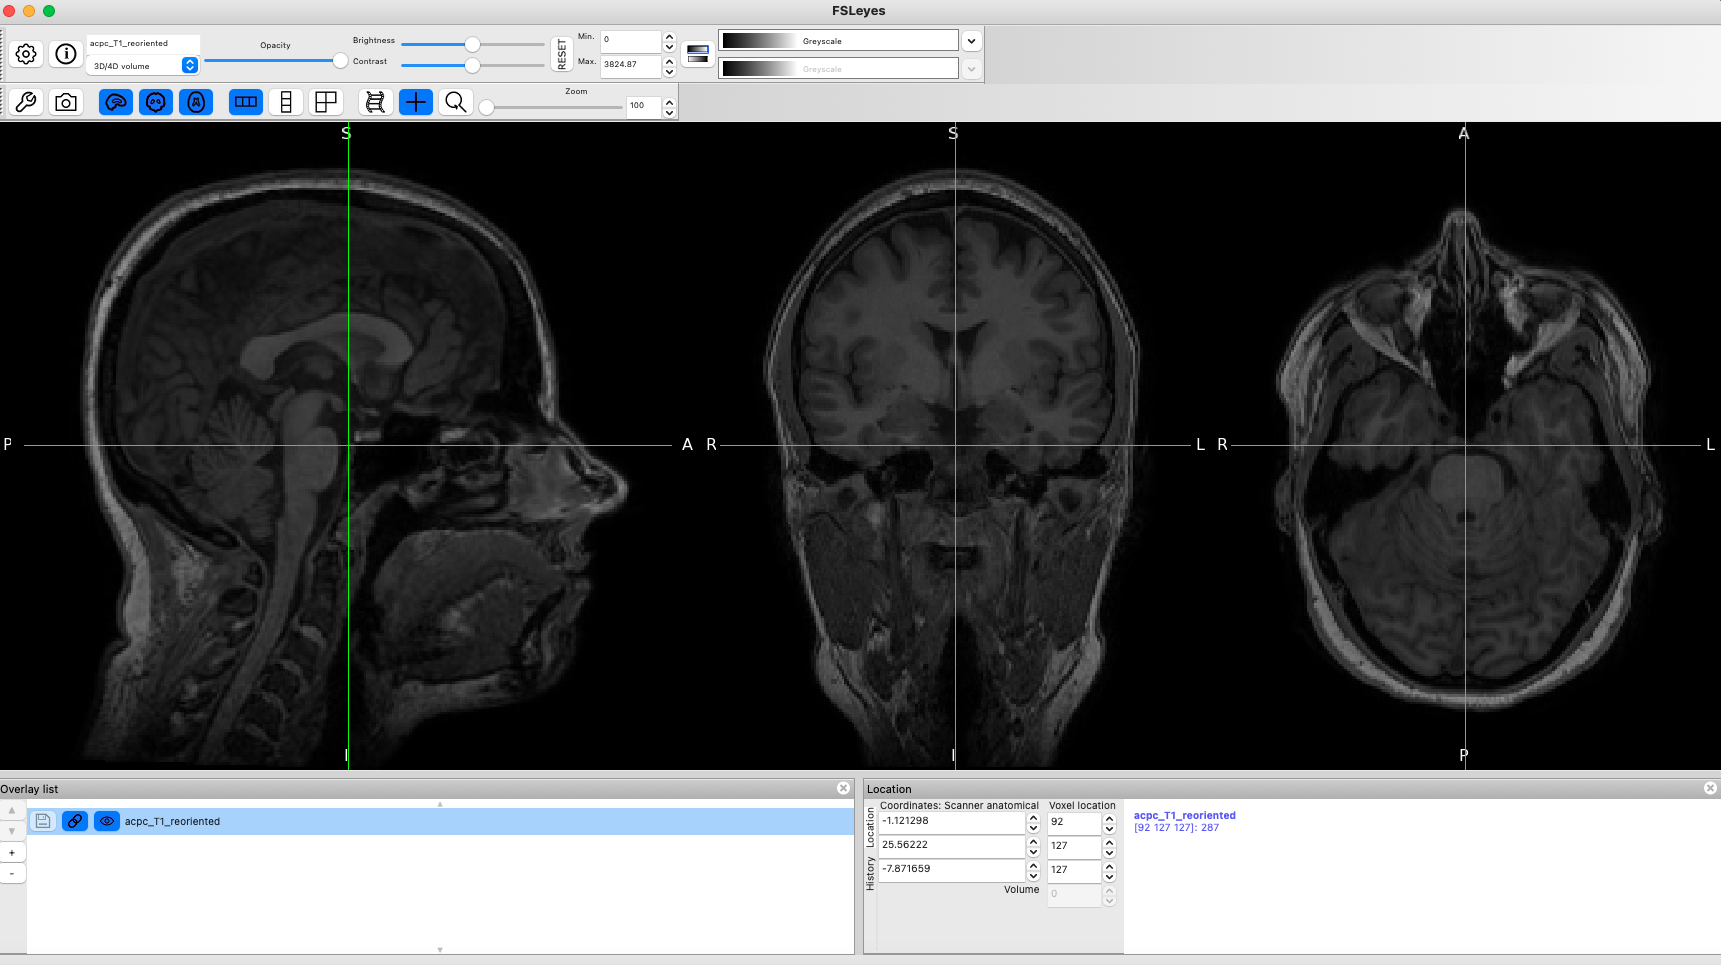 FSLeyes
acpc_T1_reoriented
3D/4D volume
Opacity
Brightness
Contrast
RESET
Min.
0
Max.
3824.87
Greyscale
Greyscale
Zoom
100
S
P
A
I
S
R
L
I
A
R
L
P
Overlay list
acpc_T1_reoriented
+
-
Location
Location
History
Coordinates: Scanner anatomical
Voxel location
-1.121298
92
25.56222
127
-7.871659
127
Volume
0
acpc_T1_reoriented
[92 127 127]: 287